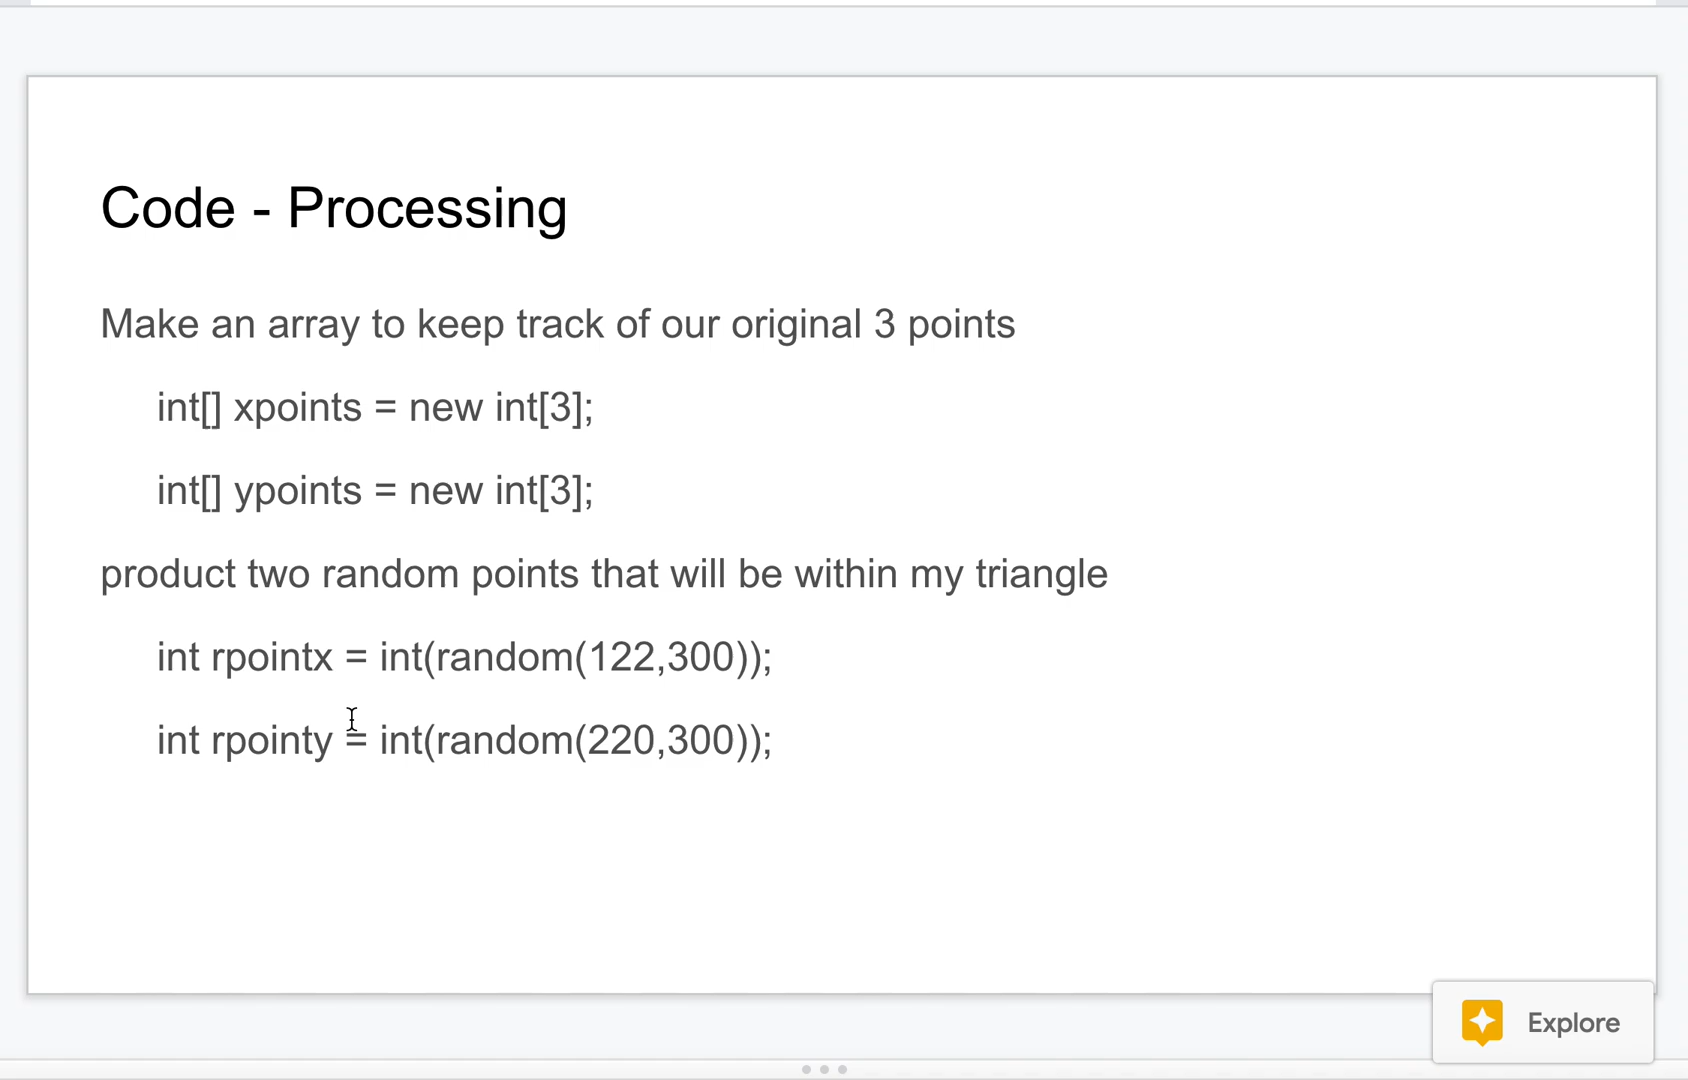 Code - Processing
Make an array to keep track of our original 3 points
int[] xpoints = new int[3];
int[] ypoints = new int[3];
product two random points that will be within my triangle
int rpointx = int(random(122,300));
int rpointy = int(random(220,300));
Explore